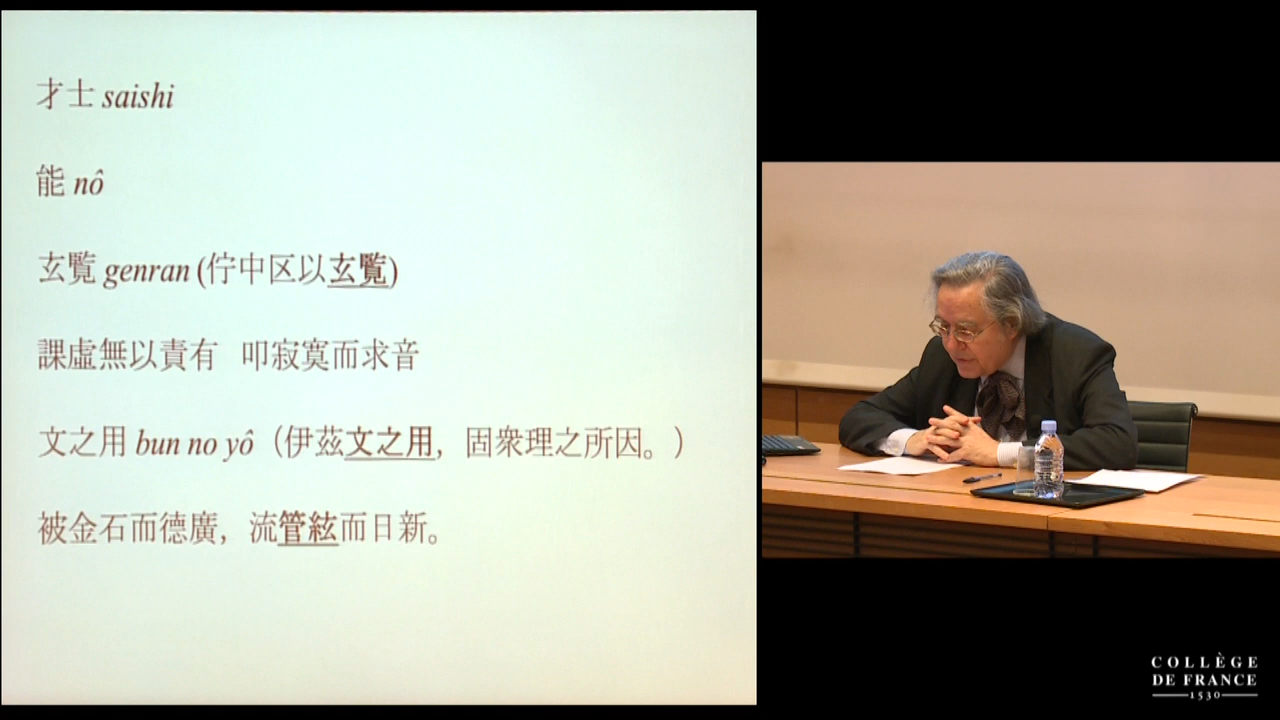 才士 saishi
能 nô
玄覧 genran (佇中区以玄覧)
課虛無以責有 叩寂寞而求音
文之用 bun no yô（伊茲文之用，固衆理之所因。）
被金石而德廣，流管絃而日新。
COLLÈGE
DE FRANCE
1530